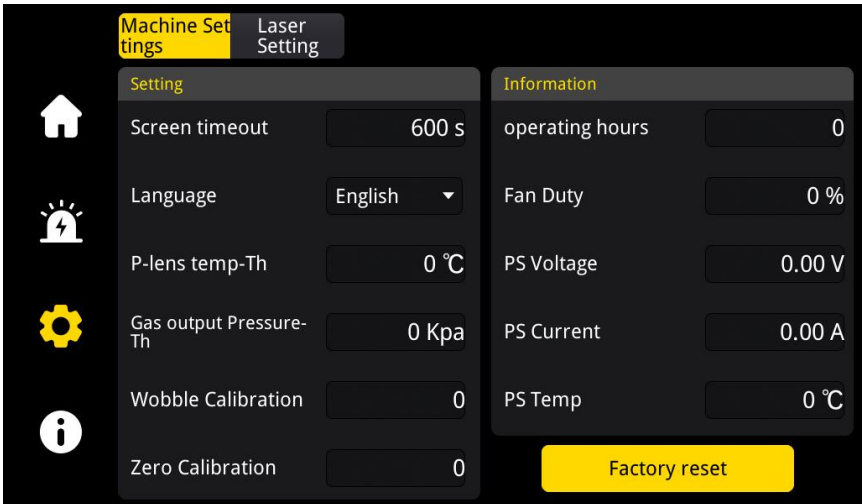 Machine Set
tings
Laser
Setting
Setting
Screen timeout 600 s
Language English
P-lens temp-Th 0 ℃
Gas output Pressure-
Th 0 Kpa
Wobble Calibration 0
Zero Calibration 0
Information
operating hours 0
Fan Duty 0 %
PS Voltage 0.00 V
PS Current 0.00 A
PS Temp 0 ℃
Factory reset